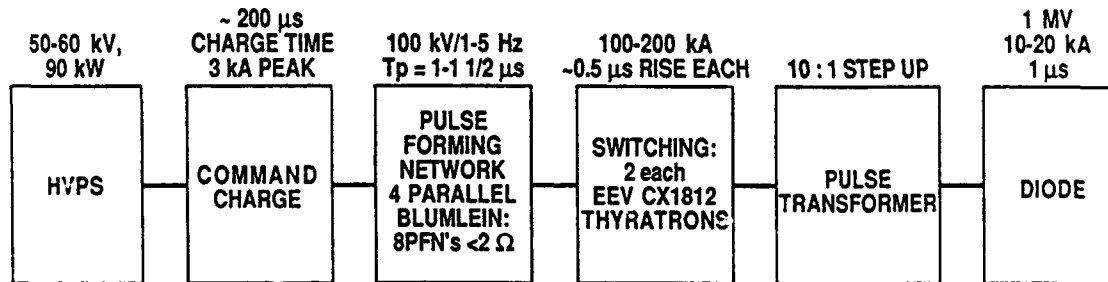 50-60 kV,
90 kW
~ 200 µs
CHARGE TIME
3 kA PEAK
100 kV/1-5 Hz
Tp = 1-1 1/2 µs
100-200 kA
~0.5 µs RISE EACH
10 : 1 STEP UP
1 MV
10-20 kA
1 µs
HVPS
COMMAND
CHARGE
PULSE
FORMING
NETWORK
4 PARALLEL
BLUMLEIN:
8PFN's <2 Ω
SWITCHING:
2 each
EEV CX1812
THYRATRONS
PULSE
TRANSFORMER
DIODE